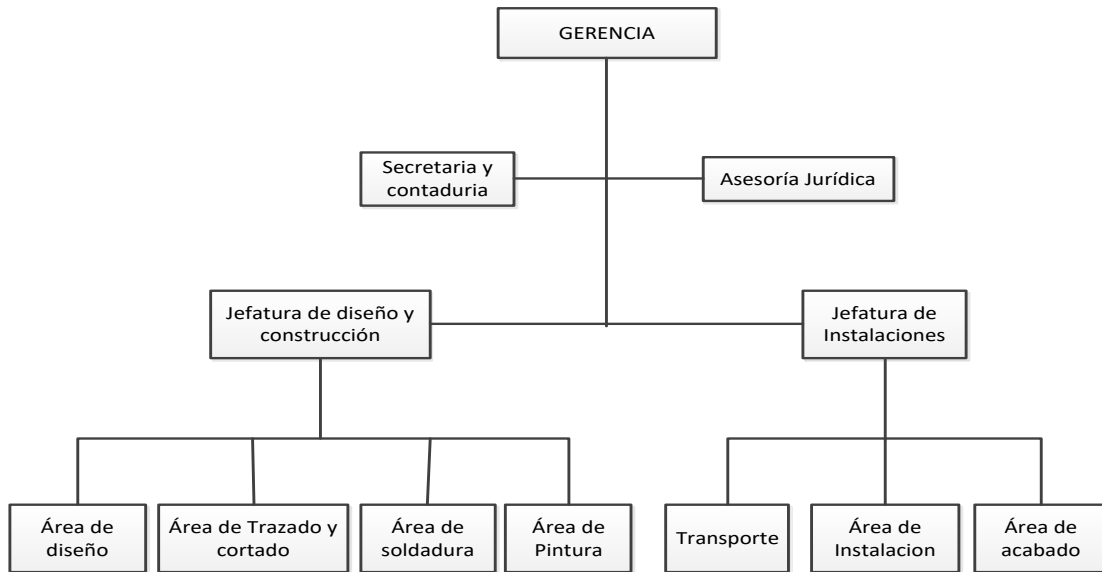 GERENCIA
Secretaria y
contaduria
Asesoría Jurídica
Jefatura de diseño y
construcción
Jefatura de
Instalaciones
Área de
diseño
Área de Trazado y
cortado
Área de
soldadura
Área de
Pintura
Transporte
Área de
Instalacion
Área de
acabado